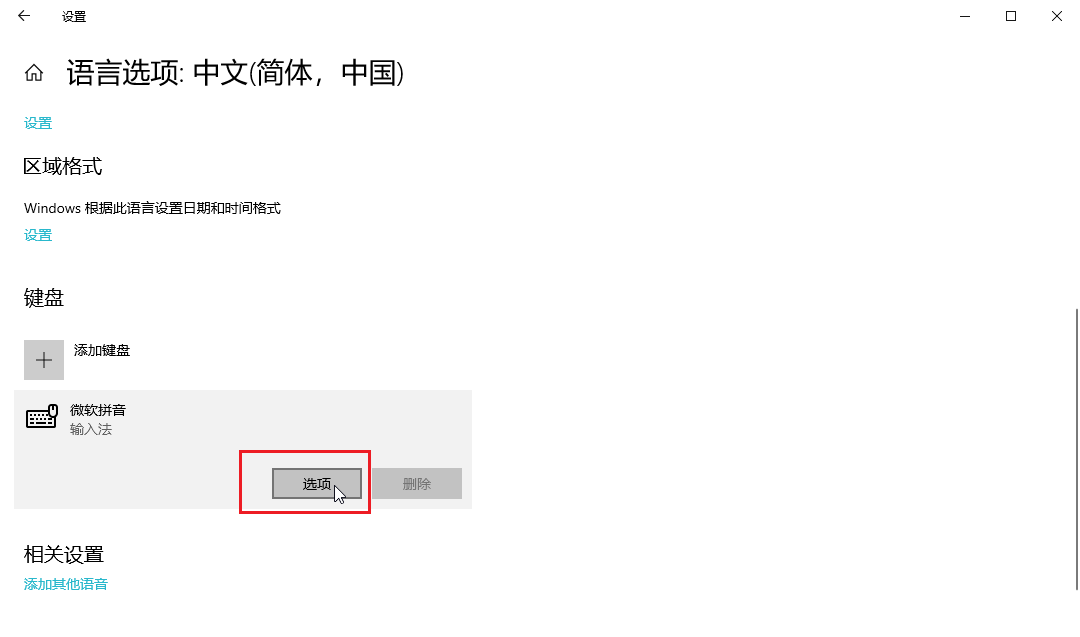 设置
语言选项: 中文(简体，中国)
设置
区域格式
Windows 根据此语言设置日期和时间格式
设置
键盘
添加键盘
微软拼音
输入法
选项 删除
相关设置
添加其他语音